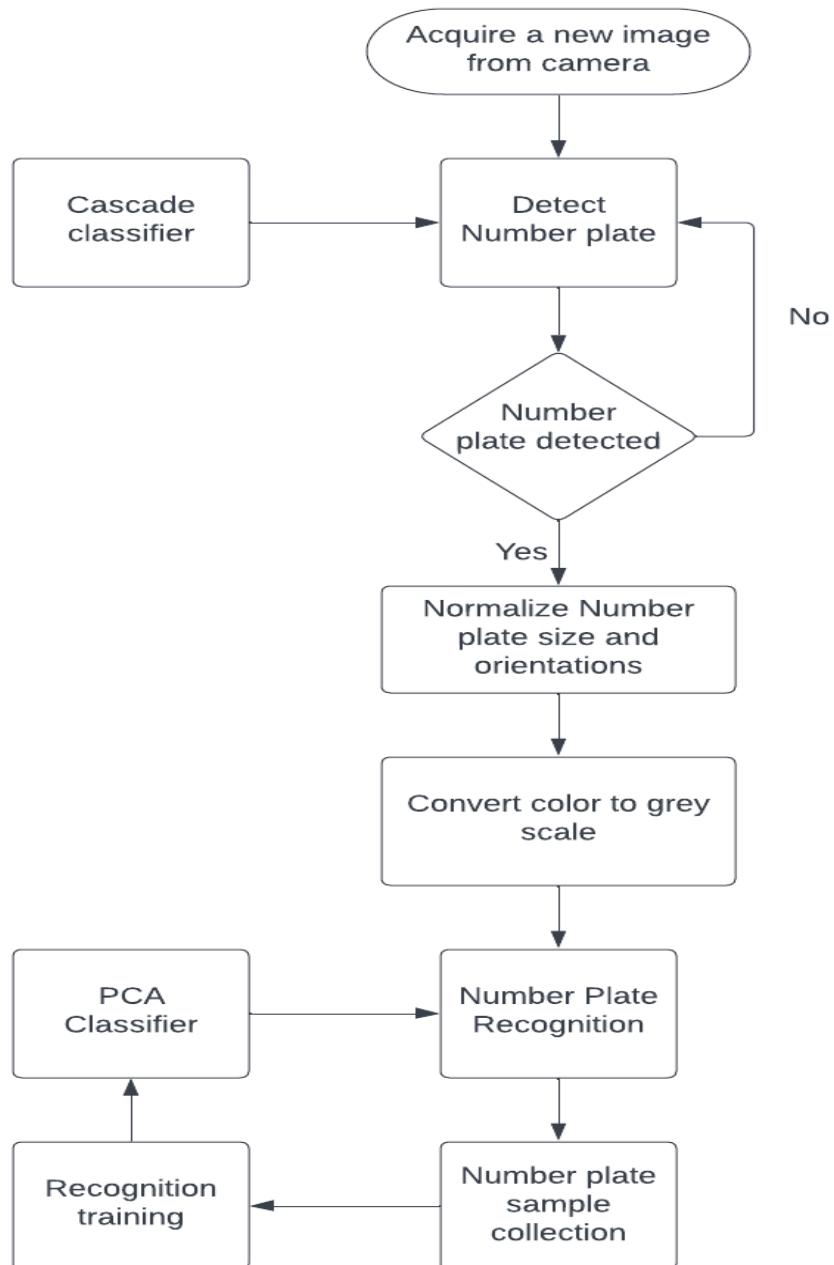 Acquire a new image
from camera
Cascade
classifier
Detect
Number plate
No
Number
plate detected
Yes
Normalize Number
plate size and
orientations
Convert color to grey
scale
PCA
Classifier
Number Plate
Recognition
Recognition
training
Number plate
sample
collection